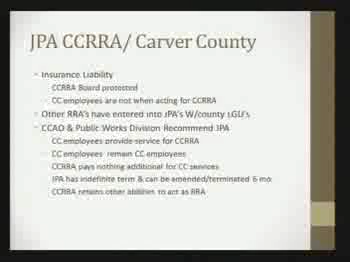 JPA CCRRA/ Carver County
Insurance Liability
CCRRA Board protected
CC employees are not when acting for CCRRA
Other RRA's have entered into JPA's W/county LGU's
CCAO & Public Works Division Recommend JPA
CC employees provide service for CCRRA
CC employees remain CC employees
CCRRA pays nothing additional for CC services
JPA has indefinite term & can be amended/terminated 6 mo
CCRRA retains other abilities to act as RRA